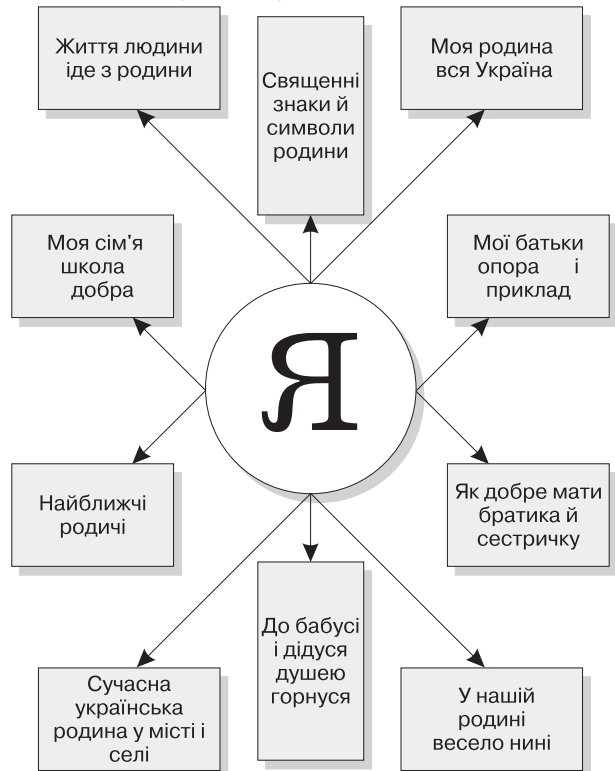 Життя людини
іде з родини
Священні
знаки й
символи
родини
Моя родина
вся Україна
Моя сім'я
школа
добра
Мої батьки
опора і
приклад
Я
Найближчі
родичі
Як добре мати
братика й
сестричку
Сучасна
українська
родина у місті і
селі
До бабусі
і дідуся
душею
горнуся
У нашій
родині
весело нині